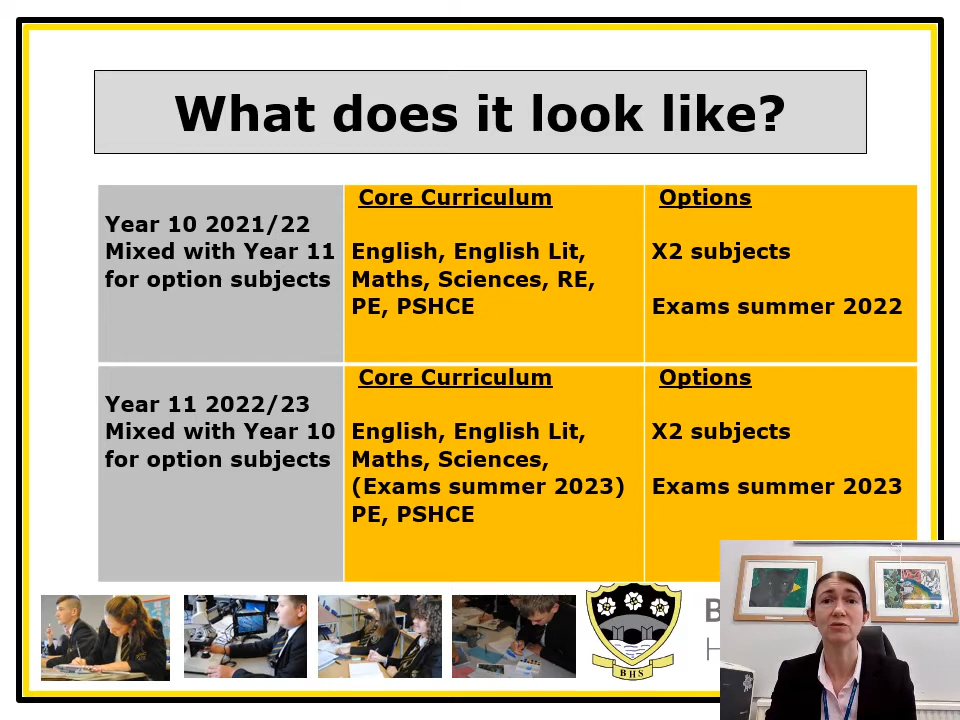 What does it look like?
Year 10 2021/22
Mixed with Year 11
for option subjects
Core Curriculum
English, English Lit,
Maths, Sciences, RE,
PE, PSHCE
Options
X2 subjects
Exams summer 2022
Year 11 2022/23
Mixed with Year 10
for option subjects
Core Curriculum
English, English Lit,
Maths, Sciences,
(Exams summer 2023)
PE, PSHCE
Options
X2 subjects
Exams summer 2023
BHS